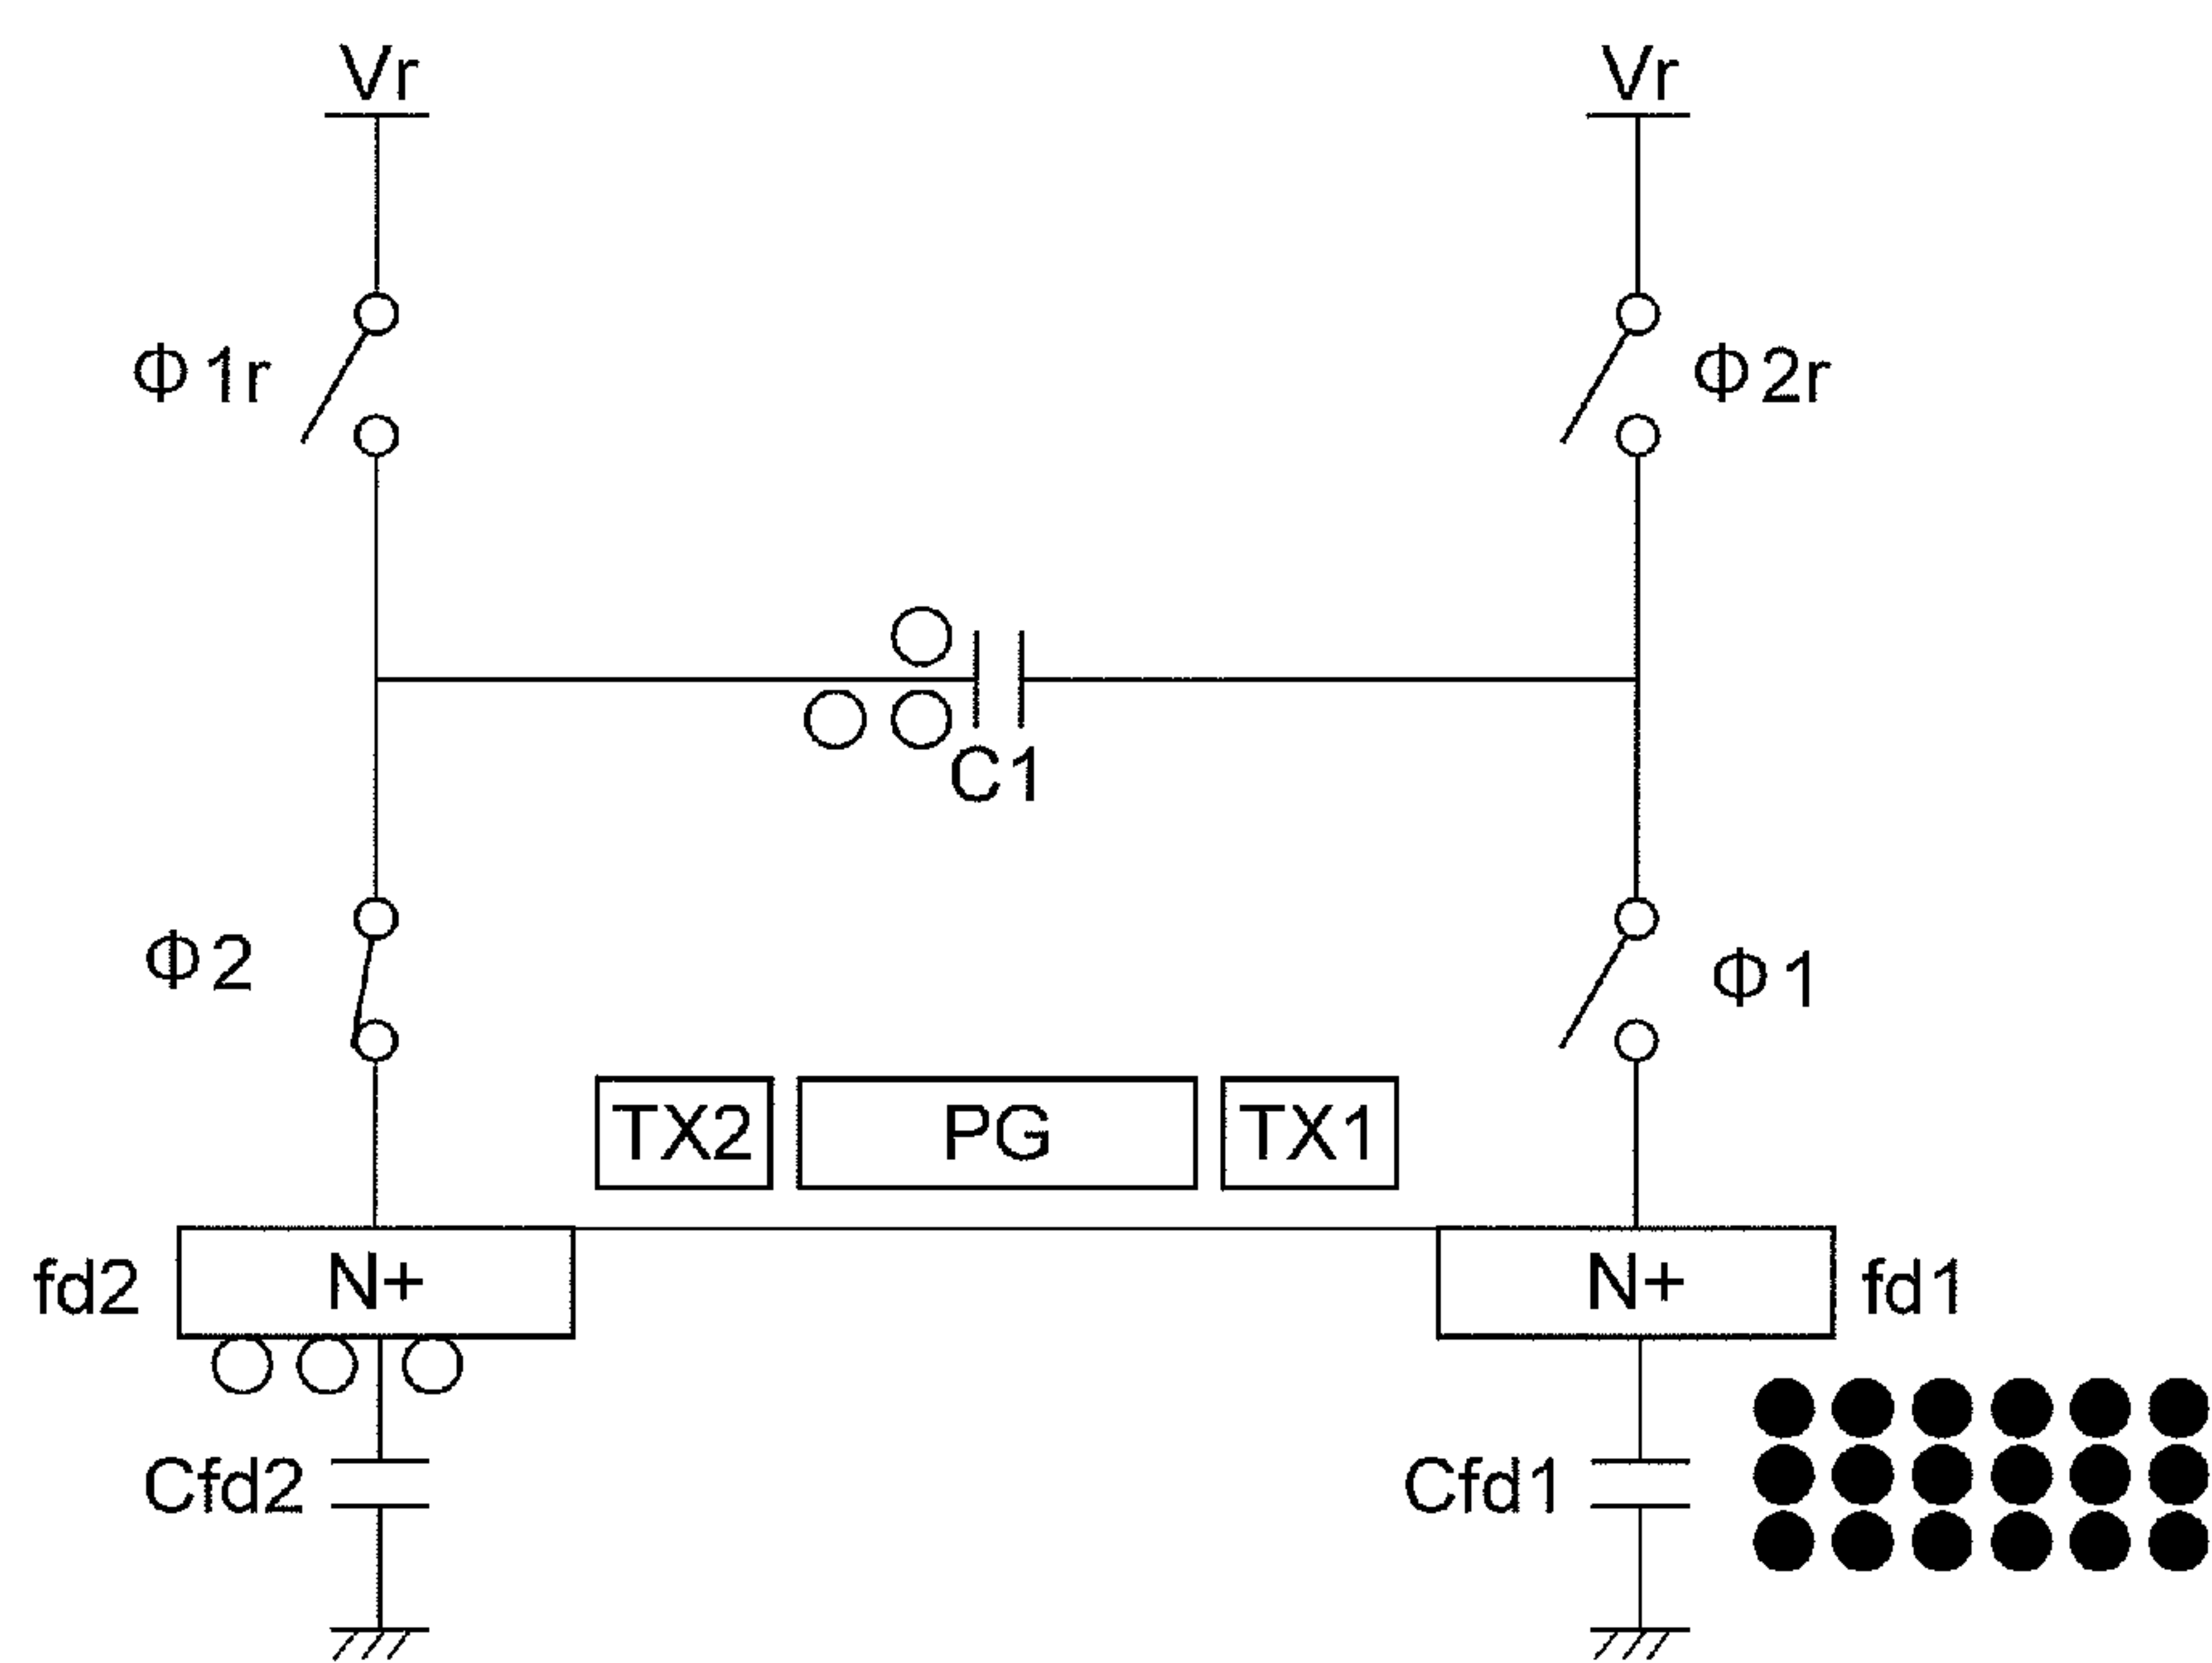 Vr
Vr
Φ1r
Φ2r
C1
Φ2
Φ1
TX2
PG
TX1
fd2
N+
N+
fd1
Cfd2
Cfd1